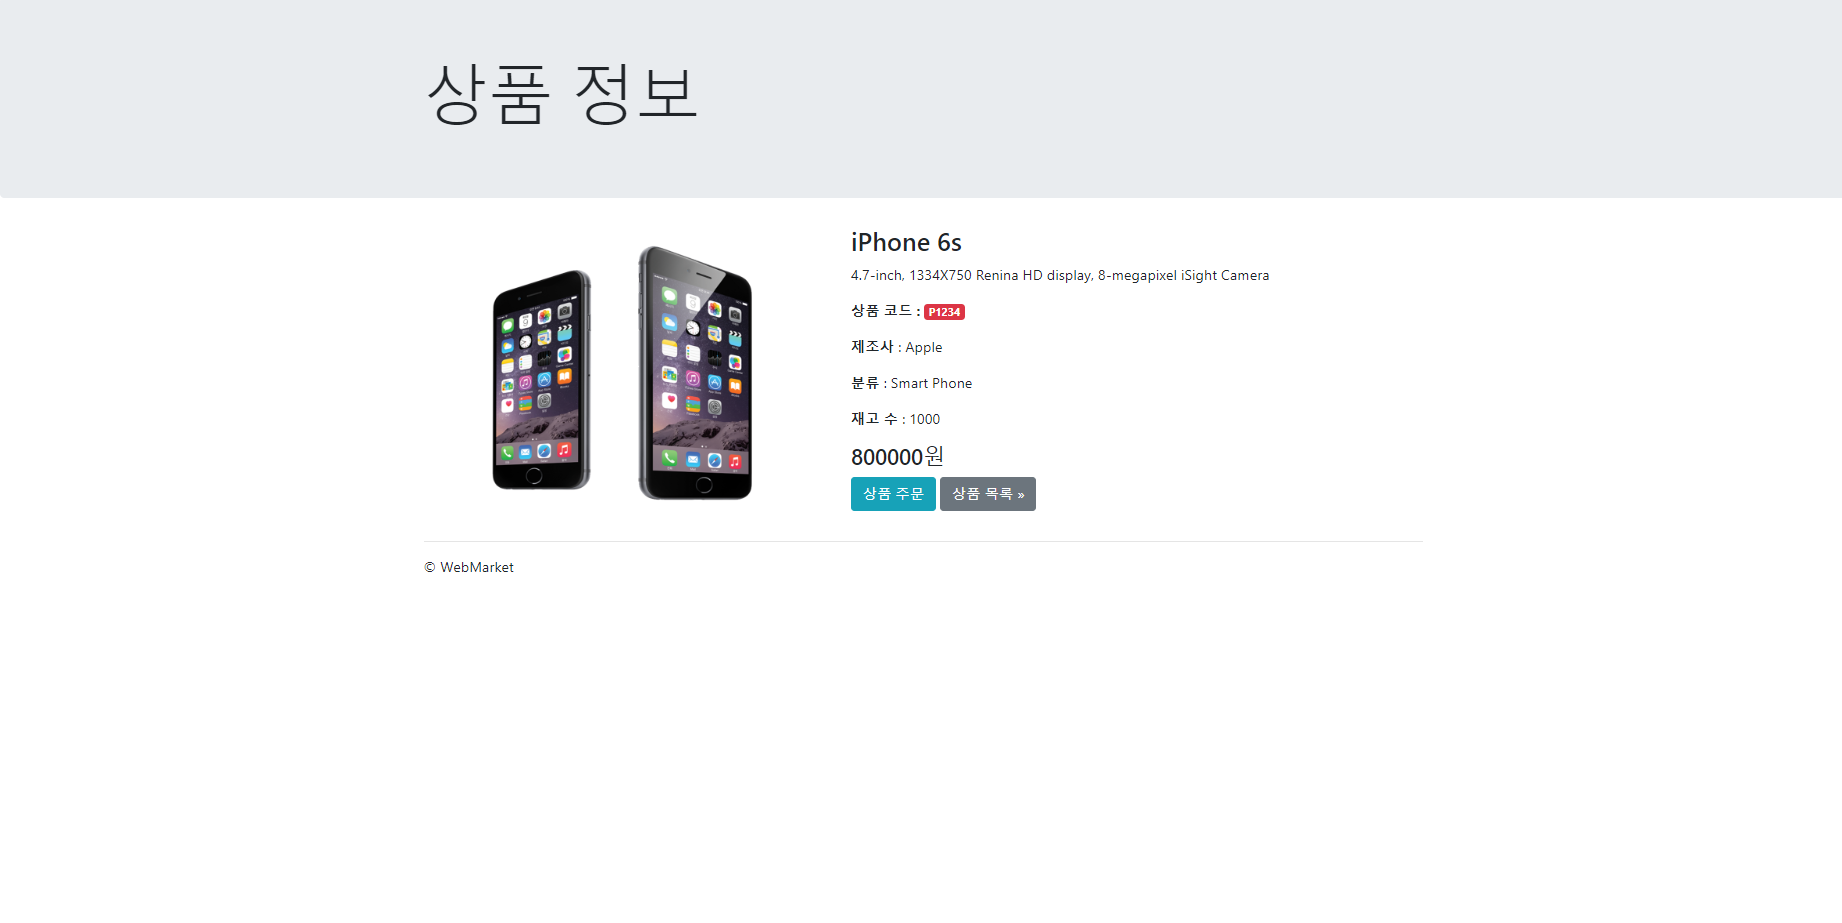 상품 정보
iPhone 6s
4.7-inch, 1334X750 Renina HD display, 8-megapixel iSight Camera
상품 코드 : P1234
제조사 : Apple
분류 : Smart Phone
재고 수 : 1000
800000원
상품 주문 상품 목록 »
© WebMarket